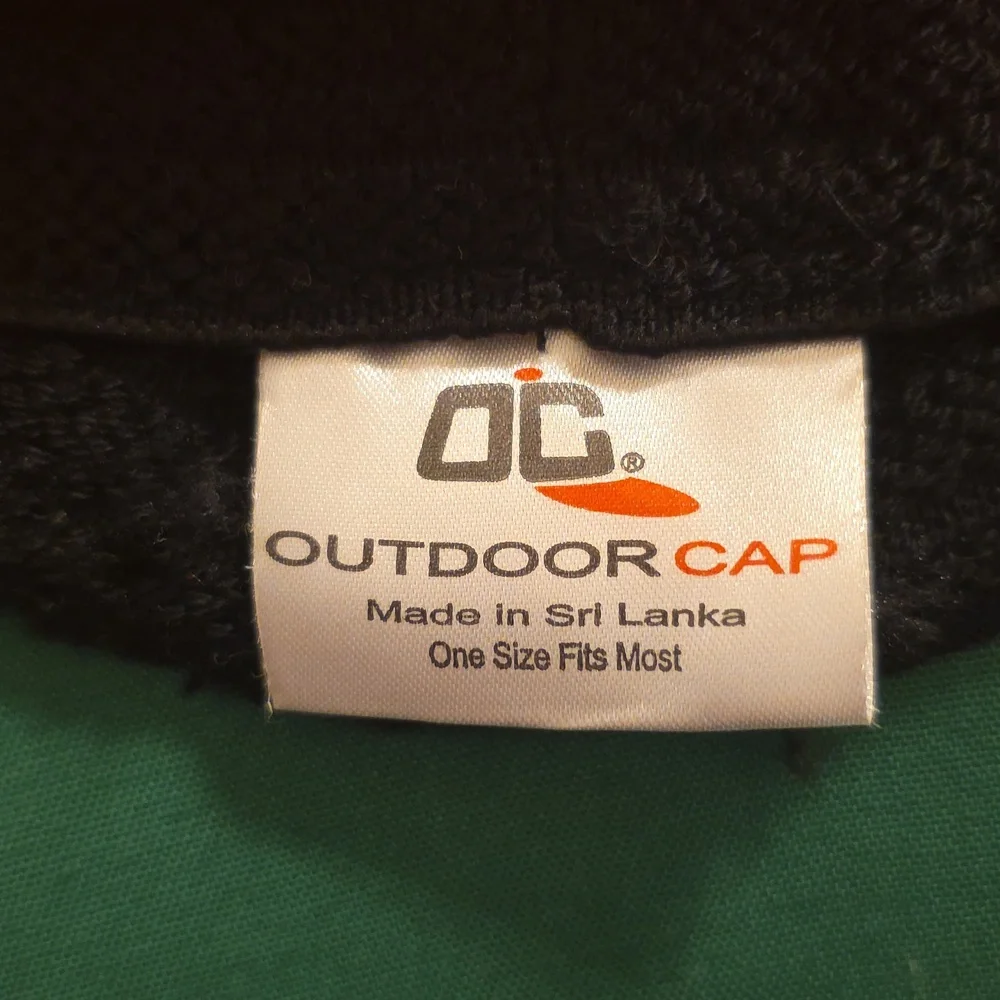 OC®
OUTDOOR CAP
Made in Sri Lanka
One Size Fits Most